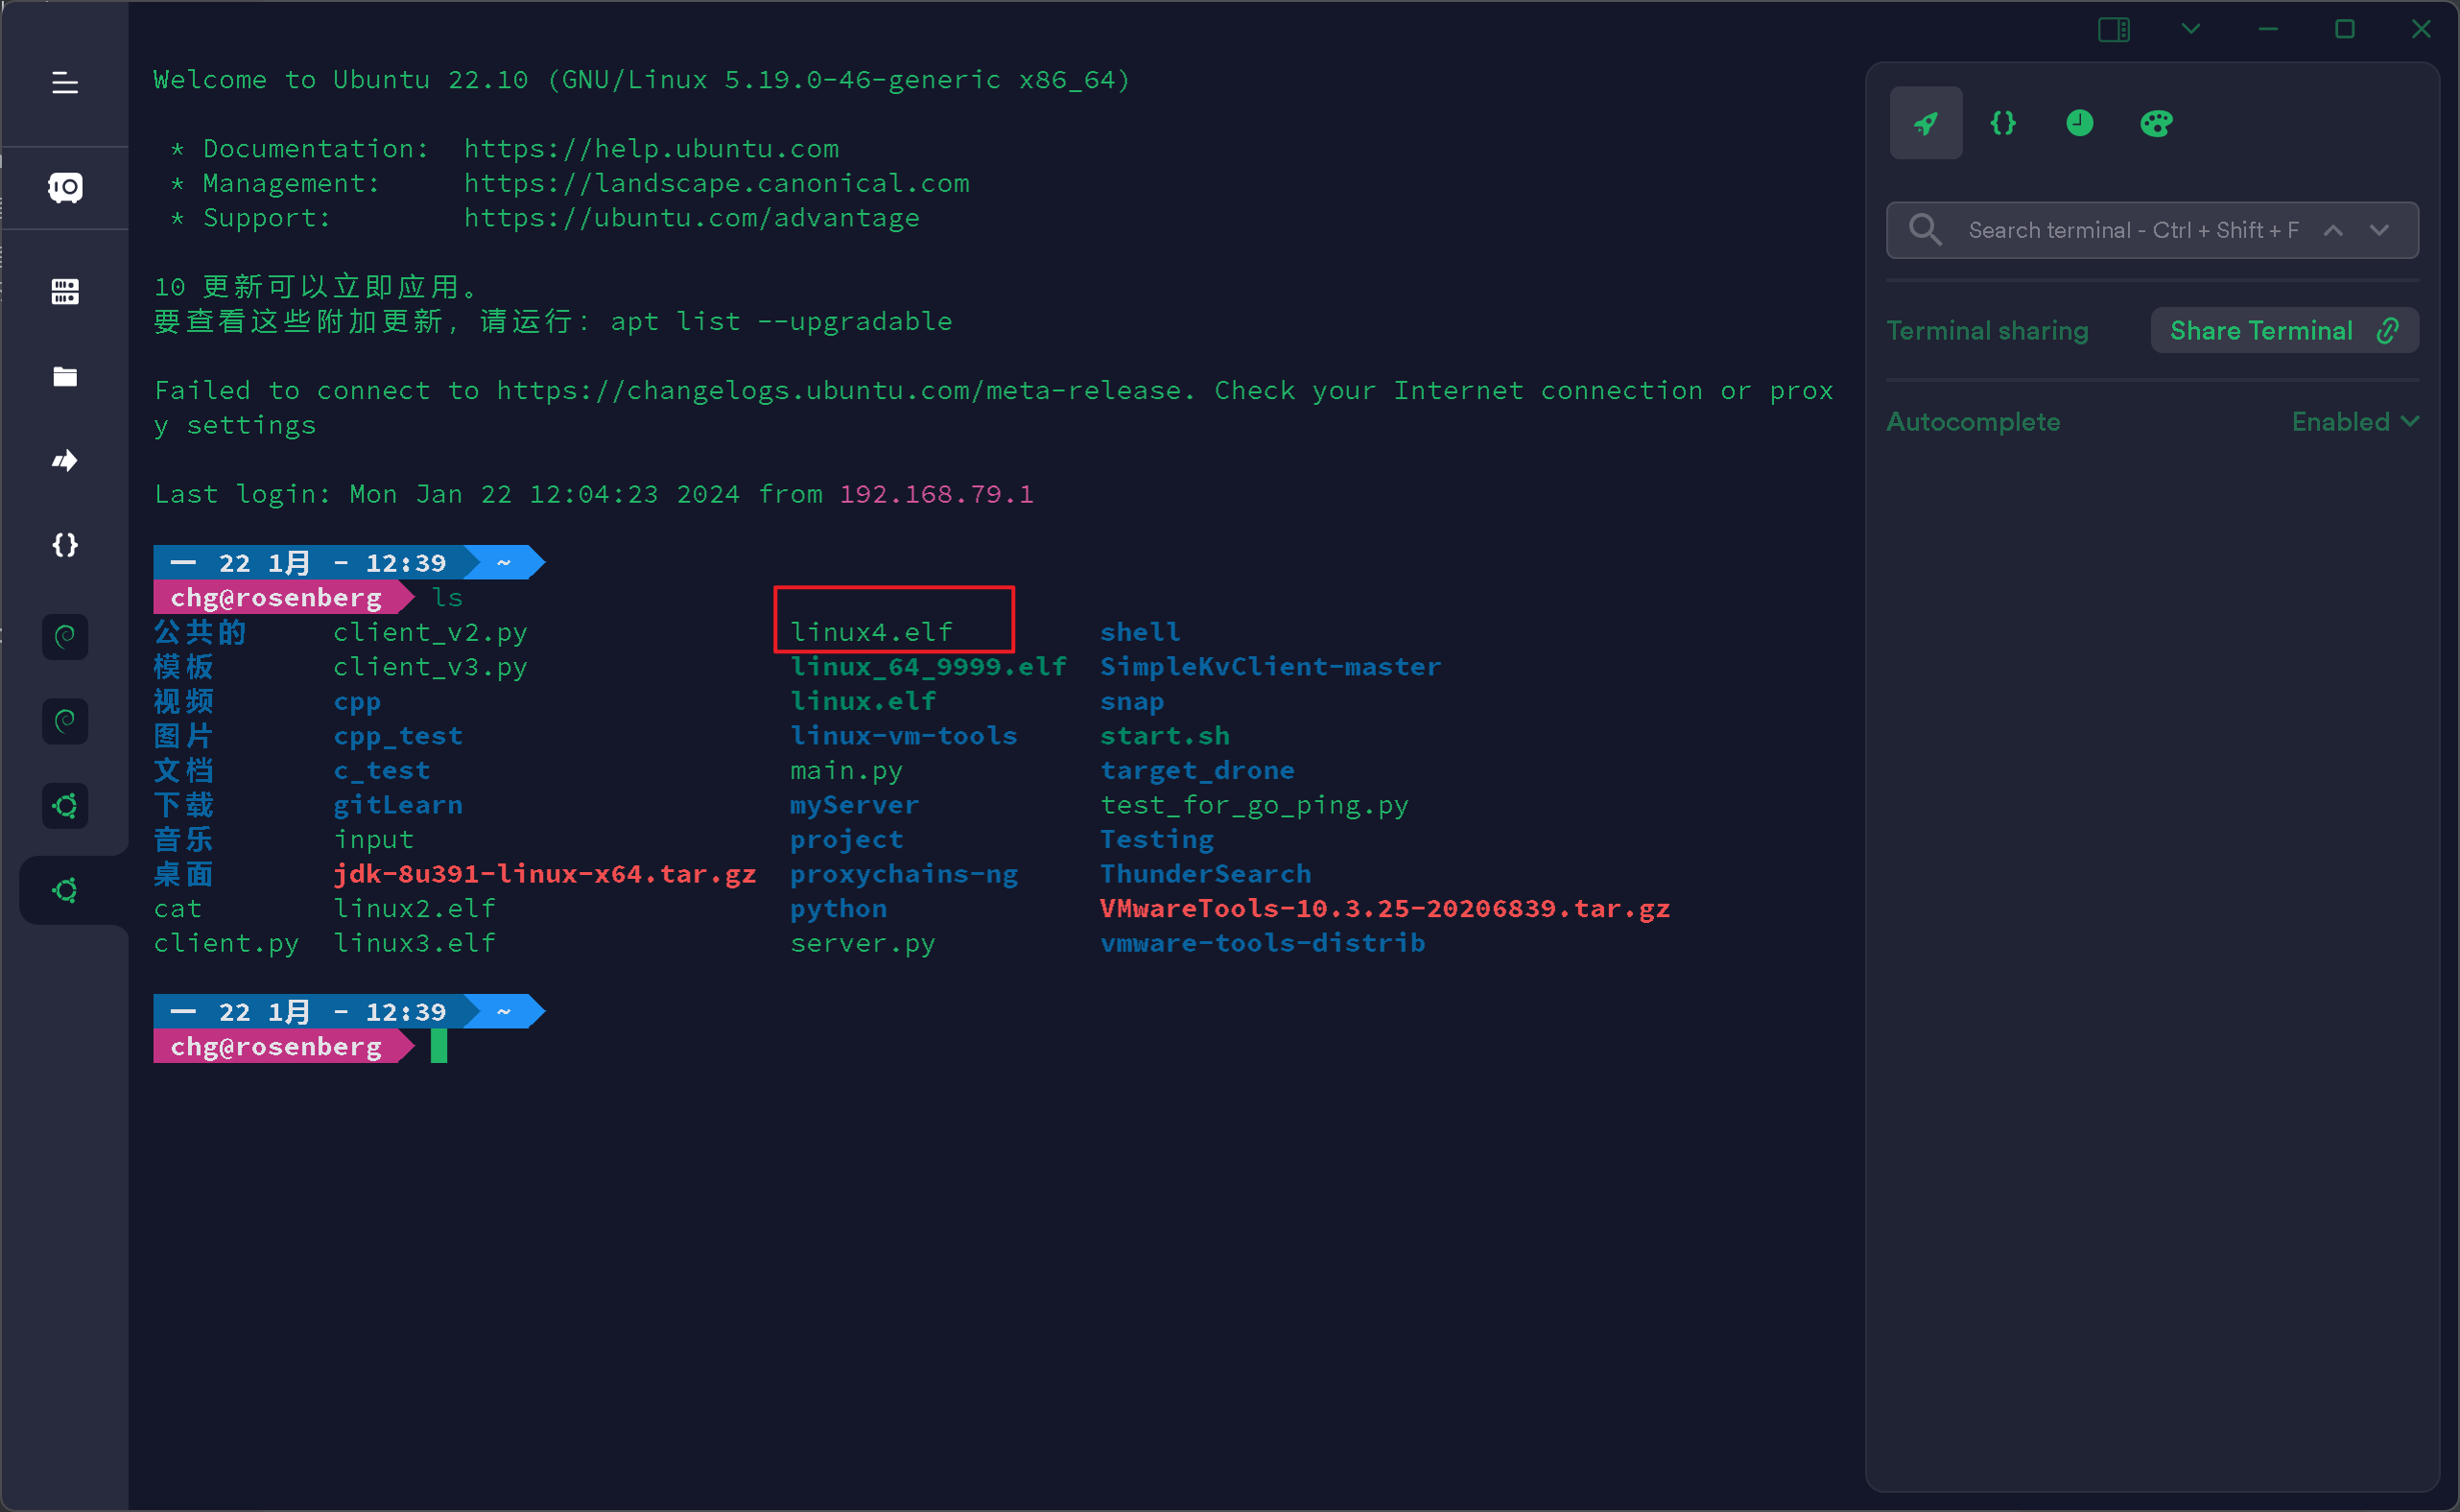 Welcome to Ubuntu 22.10 (GNU/Linux 5.19.0-46-generic x86_64)
* Documentation:  https://help.ubuntu.com
* Management:     https://landscape.canonical.com
* Support:        https://ubuntu.com/advantage
10 更新可以立即应用。
要查看这些附加更新，请运行：apt list --upgradable
Failed to connect to https://changelogs.ubuntu.com/meta-release. Check your Internet connection or prox
y settings
Last login: Mon Jan 22 12:04:23 2024 from 192.168.79.1
一 22 1月 - 12:39 ~
chg@rosenberg ls
公共的 client_v2.py linux4.elf shell
模板 client_v3.py linux_64_9999.elf SimpleKvClient-master
视频 cpp linux.elf snap
图片 cpp_test linux-vm-tools start.sh
文档 c_test main.py target_drone
下载 gitLearn myServer test_for_go_ping.py
音乐 input project Testing
桌面 jdk-8u391-linux-x64.tar.gz proxychains-ng ThunderSearch
cat linux2.elf python VMwareTools-10.3.25-20206839.tar.gz
client.py linux3.elf server.py vmware-tools-distrib
一 22 1月 - 12:39 ~
chg@rosenberg
Search terminal - Ctrl + Shift + F
Terminal sharing Share Terminal
Autocomplete Enabled